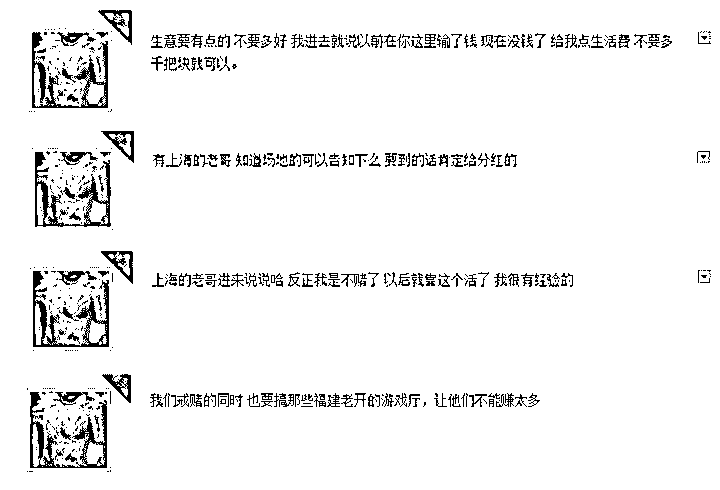 生意要有点的 不要多好 我进去就说以前在你这里输了钱 现在没钱了 给我点生活费 不要多
千把块就可以。
有上海的老哥 知道场地的可以告知下么 要到的话肯定给分红的
上海的老哥进来说说哈 反正我是不赌了 以后就靠这个活了 我很有经验的
我们戒赌的同时 也要搞那些福建老开的游戏厅，让他们不能赚太多